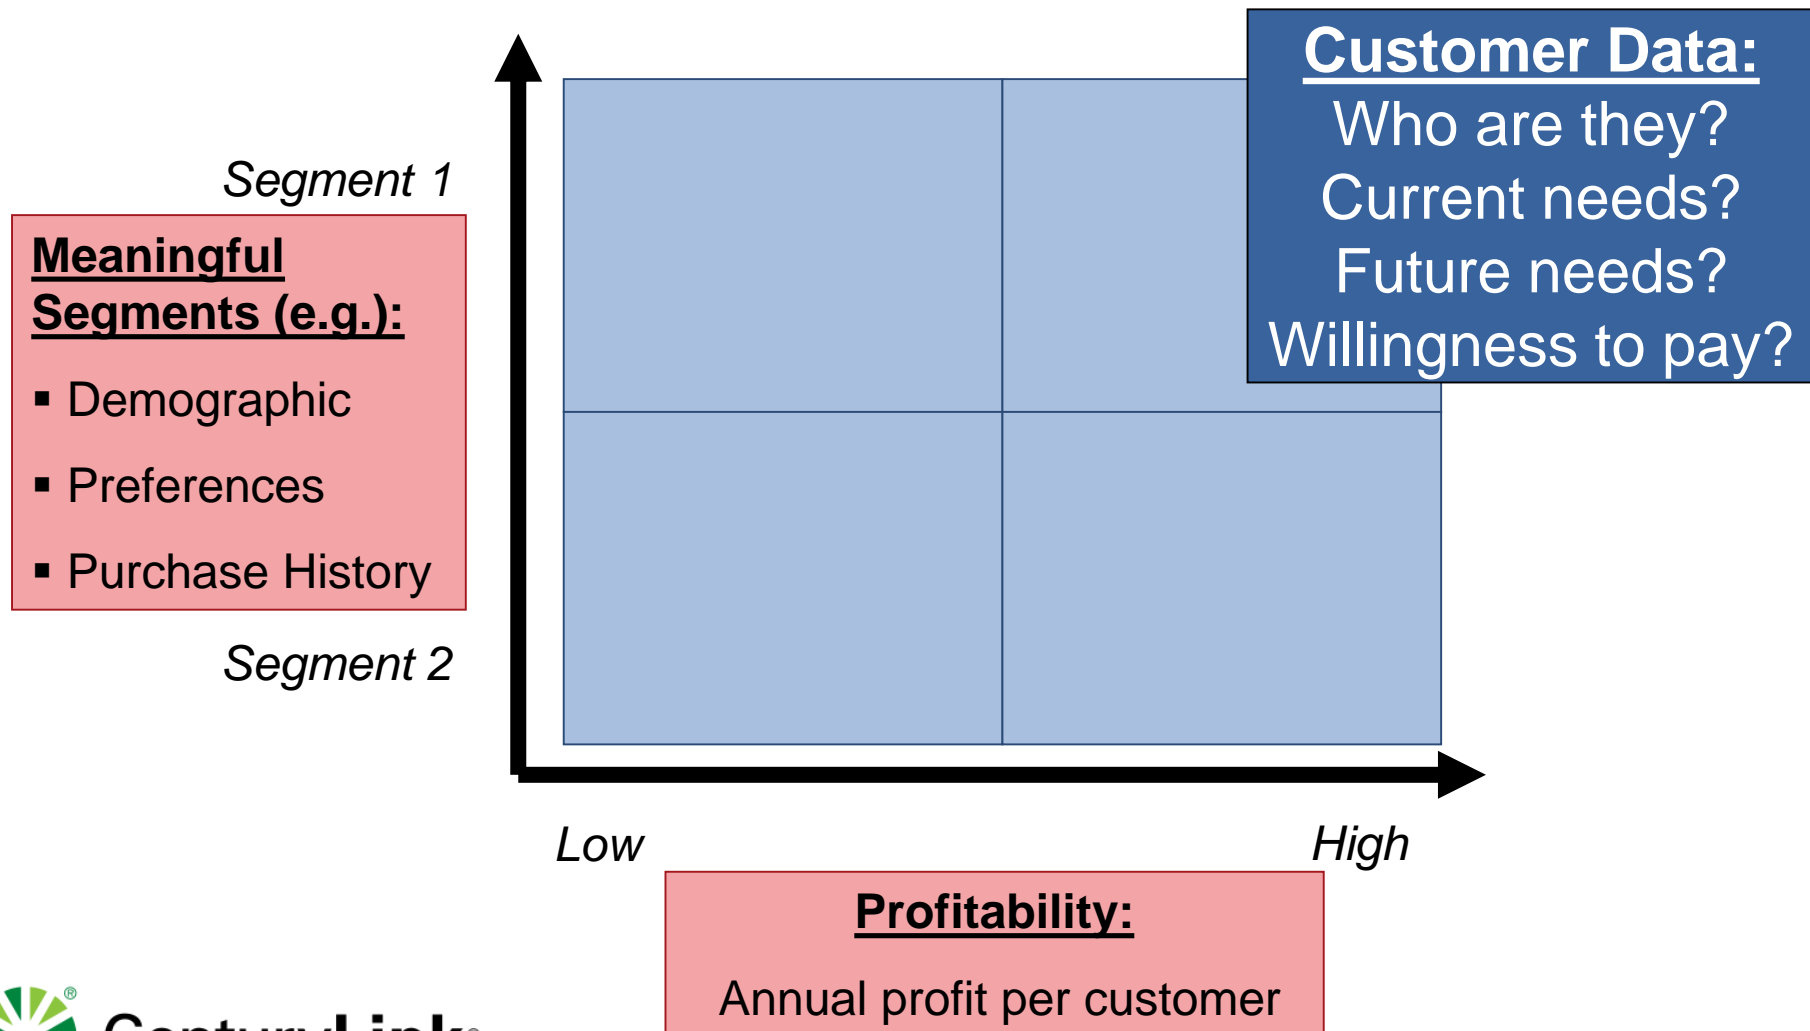 Customer Data:
Who are they?
Current needs?
Future needs?
Willingness to pay?
Segment 1
Meaningful
Segments (e.g.):
▪ Demographic
▪ Preferences
▪ Purchase History
Segment 2
Low
High
Profitability:
Annual profit per customer
CenturyLink®